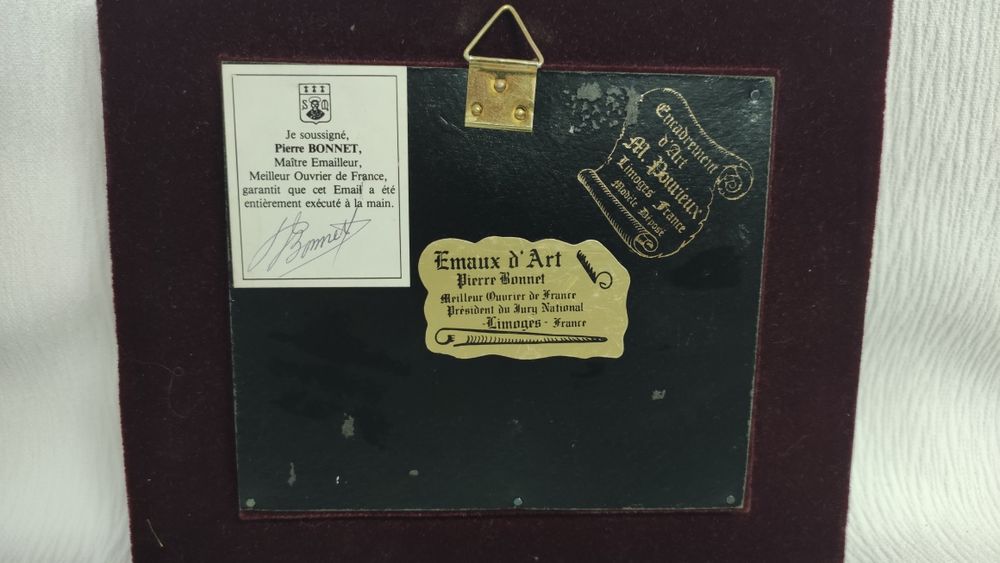 S M
Je soussigné,
Pierre BONNET,
Maître Emailleur,
Meilleur Ouvrier de France,
garantit que cet Email a été
entièrement exécuté à la main.
Bonnet
Encadrement
d'Art
M. Pouvieux
Limoges - France
Modèle Déposé
Emaux d'Art
Pierre Bonnet
Meilleur Ouvrier de France
Président du Jury National
-Limoges - France